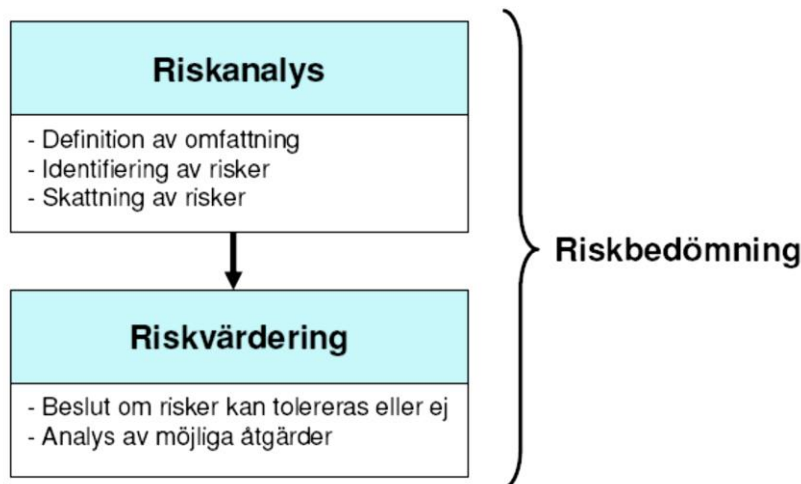 Riskanalys
- Definition av omfattning
- Identifiering av risker
- Skattning av risker
Riskbedömning
Riskvärdering
- Beslut om risker kan tolereras eller ej
- Analys av möjliga åtgärder